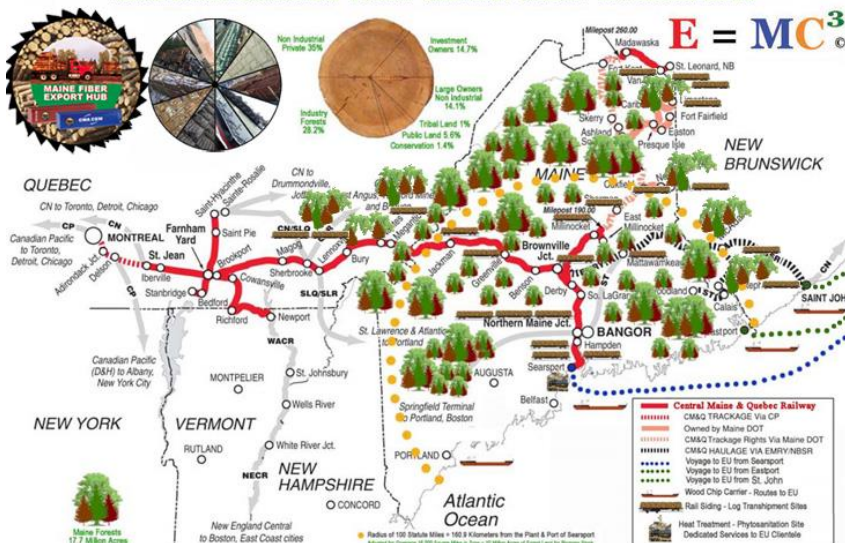 MAINE FIBER
EXPORT HUB
Non Industrial
Private 35%
Investment
Owners 14.7%
Large Owners
Non Industrial
14.1%
Tribal Land 1%
Public Land 5.6%
Conservation 1.4%
Industry
Forests
28.2%
E = MC³
©
Milepost 260.00
Madawaska
St. Leonard, NB
Fort Fairfield
Easton
Presque Isle
Skerry
Ashland
NEW
BRUNSWICK
MAINE
QUEBEC
CN to Toronto, Detroit, Chicago
CP
CN
Canadian Pacific
to Toronto,
Detroit, Chicago
MONTREAL
Adirondack Jct.
Delson
St. Jean
Iberville
Farnham
Yard
Saint-Hyacinthe
Sainte-Rosalie
Saint Pie
Brookport
Stanbridge
Bedford
Cowansville
Richford
Newport
Magog
Sherbrooke
Lennoxville
Bury
CN to
Drummondville,
CN/SLQ
SLQ/SLR
CP
Jackman
Greenville
Brownville
Jct.
Milepost 190.00
Millinocket
East
Millinocket
Mattawamkeag
Benson
Derby
So. LaGrange
Northern Maine Jct.
BANGOR
Hampden
Searsport
Belfast
Calais
Eastport
SAINT JOHN
CN
St. Lawrence & Atlantic
to Portland
AUGUSTA
Springfield Terminal
to Portland, Boston
PORTLAND
WACR
St. Johnsbury
Wells River
White River Jct.
NECR
MONTPELIER
RUTLAND
CONCORD
Canadian Pacific
(D&H) to Albany,
New York City
NEW YORK
VERMONT
NEW
HAMPSHIRE
Atlantic
Ocean
New England Central
to Boston, East Coast cities
Maine Forests
17.7 Million Acres
Central Maine & Quebec Railway
CM&Q TRACKAGE Via CP
Owned by Maine DOT
CM&Q Trackage Rights Via Maine DOT
CM&Q HAULAGE VIA EMRY/NBSR
Voyage to EU from Searsport
Voyage to EU from Eastport
Voyage to EU from St. John
Wood Chip Carrier - Routes to EU
Rail Siding - Log Transhipment Sites
Heat Treatment - Phytosanitation Site
Dedicated Services to EU Clientele
Radius of 100 Statute Miles = 160.9 Kilometers from the Plant & Port of Searsport